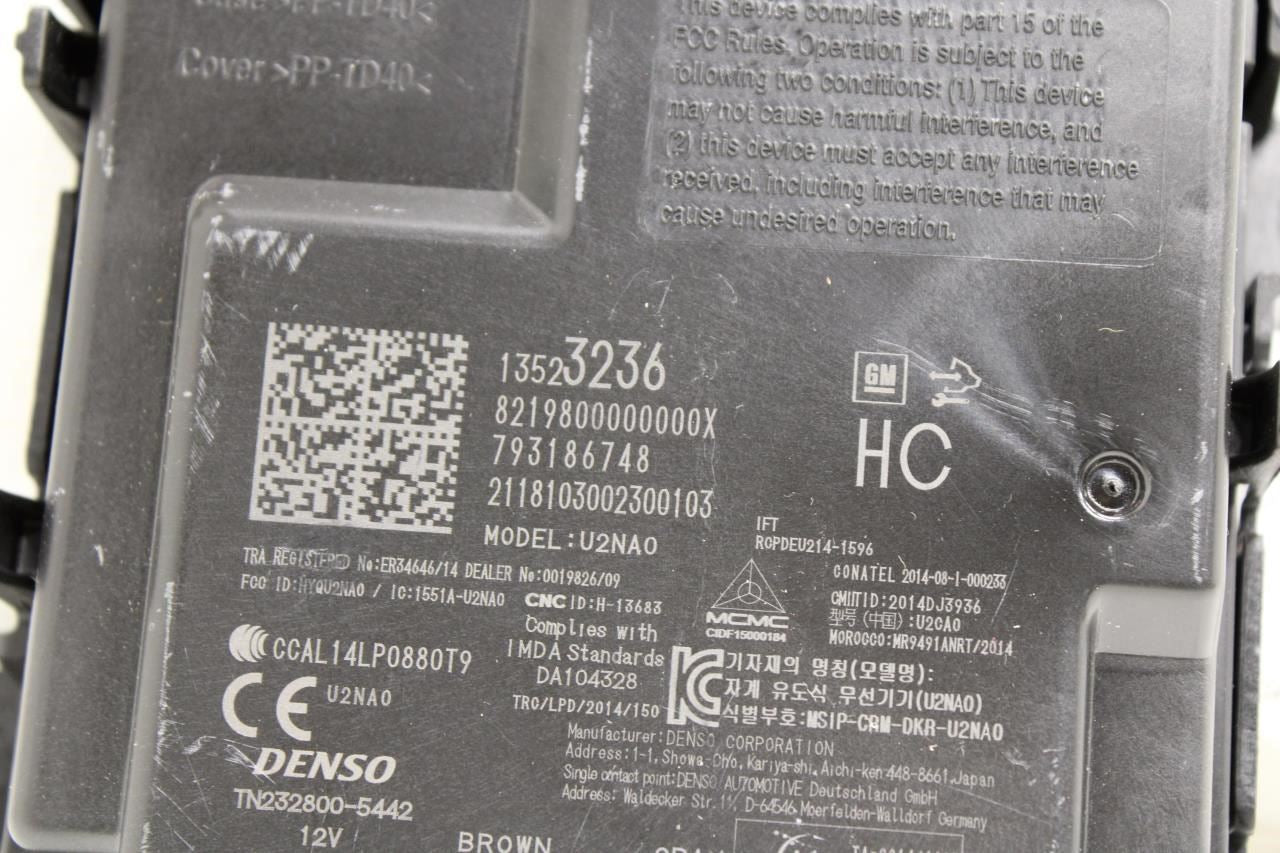 Cover >PP-TD40<
This device complies with part 15 of the
FCC Rules. Operation is subject to the
following two conditions: (1) This device
may not cause harmful interference, and
(2) this device must accept any interference
received, including interference that may
cause undesired operation.
13523236
8219800000000X
793186748
2118103002300103
MODEL:U2NA0
GM
HC
TRA REGISTERED No:ER34646/14 DEALER No:0019826/09
FCC ID:HYQU2NA0 / IC:1551A-U2NA0
CNC ID:H-13683
Complies with
IMDA Standards
DA104328
TRC/LPD/2014/150
CCAL14LP0880T9
CE U2NA0
DENSO
TN232800-5442
12V
BROWN
IFT
RCPDEU214-1596
MCMC
CIDF15000184
CONATEL 2014-08-I-000233
CMIITID:2014DJ3936
型号(中国):U2CA0
MOROCCO:MR9491ANRT/2014
기자재의 명칭(모델명):
자계 유도식 무선기기(U2NA0)
식별부호:MSIP-CRM-DKR-U2NA0
Manufacturer:DENSO CORPORATION
Address:1-1, Showa-cho, Kariya-shi, Aichi-ken 448-8661,Japan
Single contact point:DENSO AUTOMOTIVE Deutschland GmbH
Address: Waldecker Str. 11, D-64546 Moerfelden-Walldorf Germany